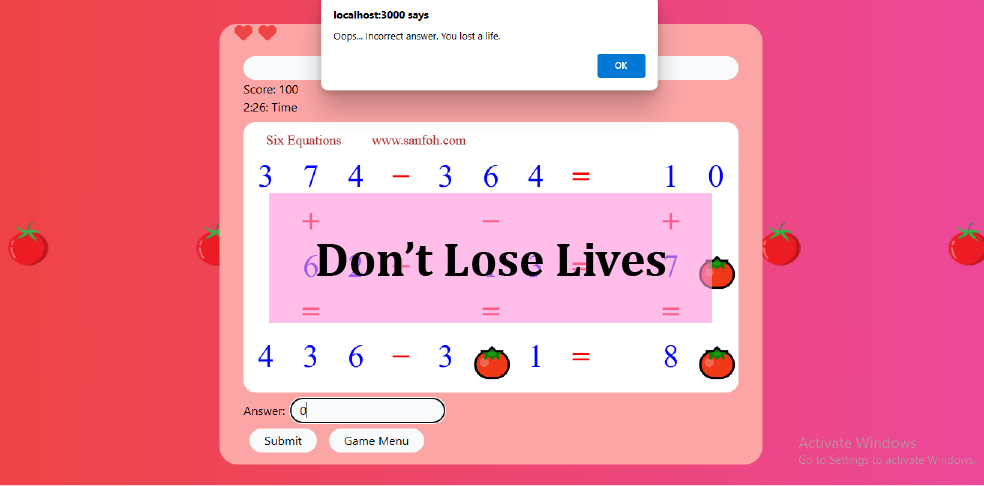 localhost:3000 says
Oops... Incorrect answer. You lost a life.
OK
Score: 100
2:26: Time
Six Equations www.sanfoh.com
3 7 4 − 3 6 4 = 1 0
+ − +
Don't Lose Lives
6 2 − 3 = 7
= = =
4 3 6 − 3 1 = 8
Answer: 0
Submit Game Menu
Activate Windows
Go to Settings to activate Windows.